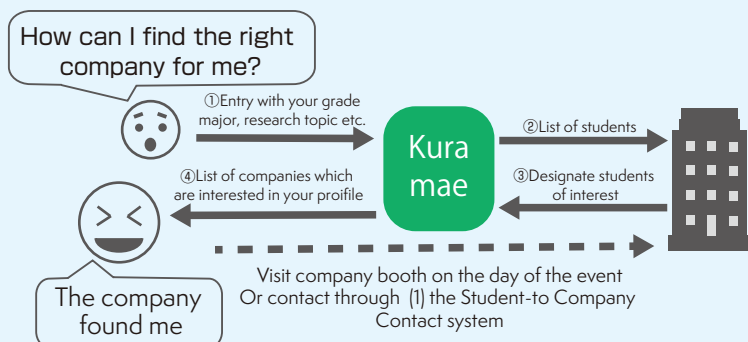 How can I find the right
company for me?
①Entry with your grade
major, research topic etc.
Kura
mae
②List of students
③Designate students
of interest
④List of companies which
are interested in your proifile
The company
found me
Visit company booth on the day of the event
Or contact through (1) the Student-to Company
Contact system